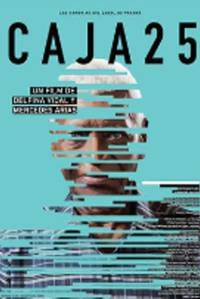 CAJA25
UN FILM DE
DELFINA VIDAL Y
MERCEDES ARIAS